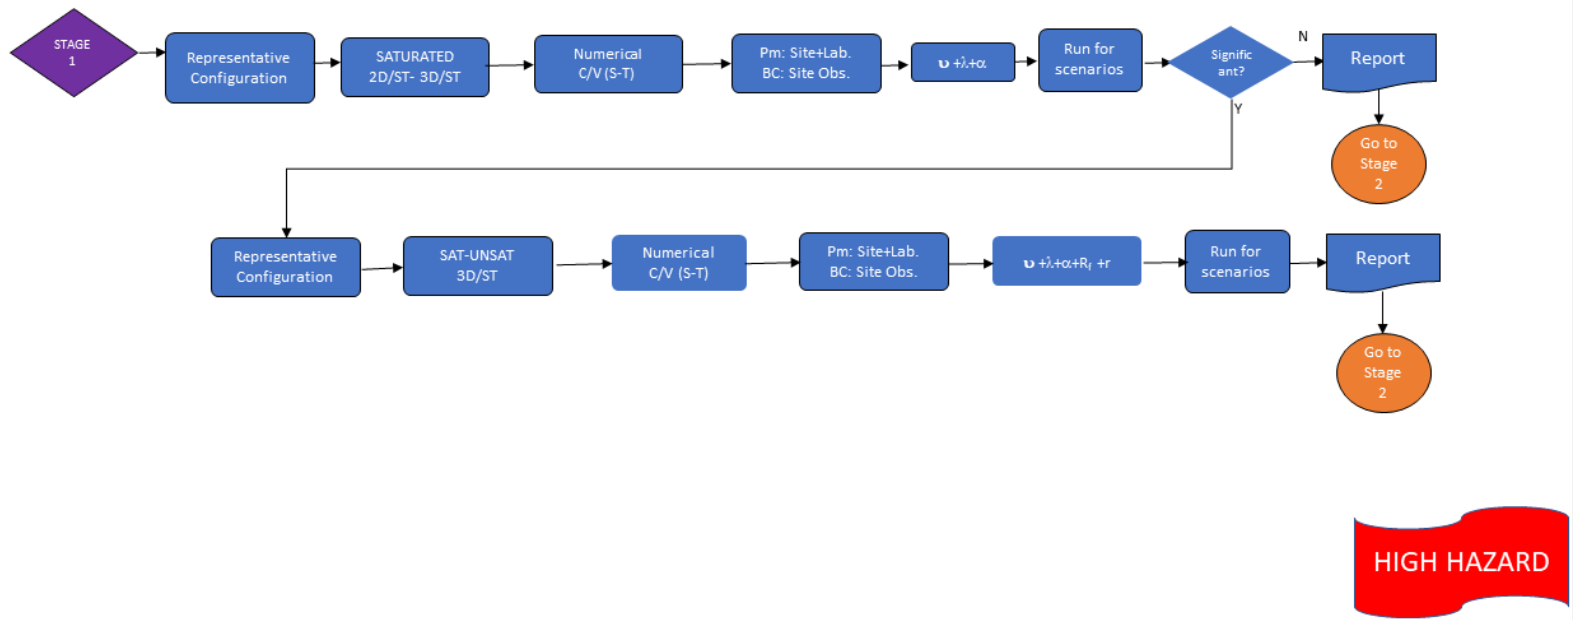 STAGE
1
Representative
Configuration
SATURATED
2D/ST- 3D/ST
Numerical
C/V (S-T)
Pm: Site+Lab.
BC: Site Obs.
υ +λ+α
Run for
scenarios
Signific
ant?
N
Report
Y
Go to
Stage
2
Representative
Configuration
SAT-UNSAT
3D/ST
Numerical
C/V (S-T)
Pm: Site+Lab.
BC: Site Obs.
υ +λ+α+Rf +r
Run for
scenarios
Report
Go to
Stage
2
HIGH HAZARD